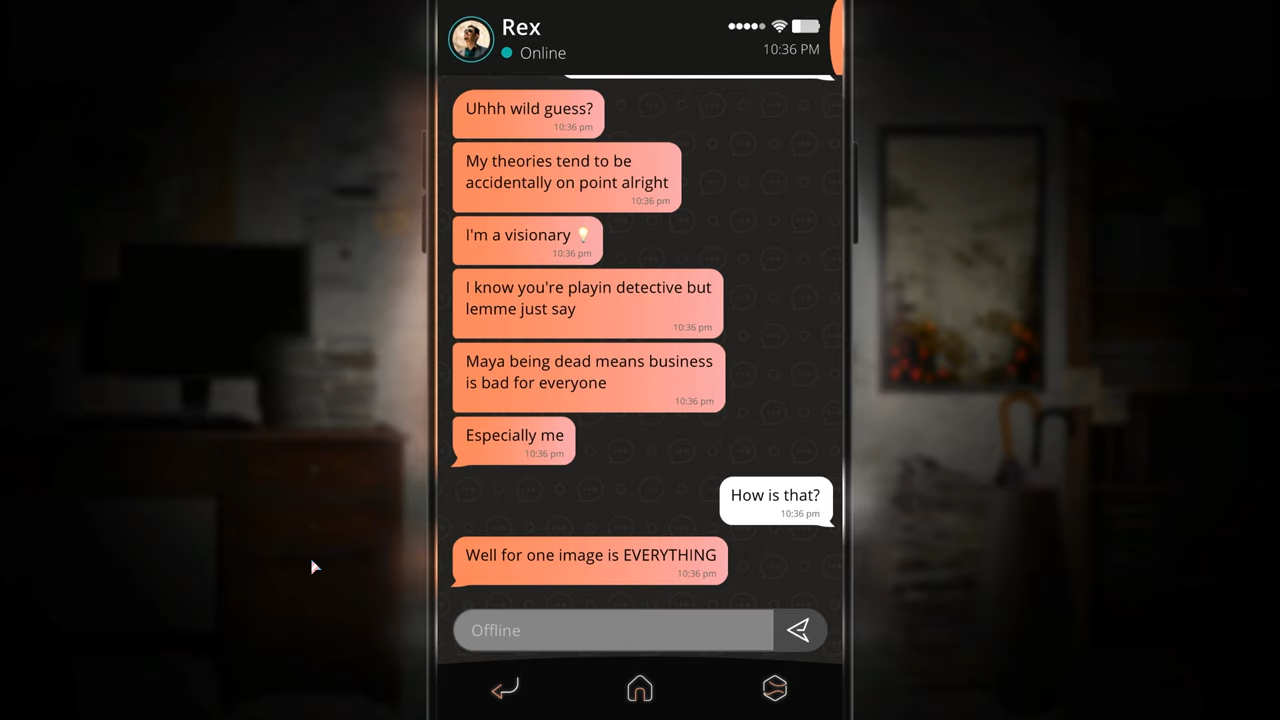 Rex
Online
10:36 PM
Uhhh wild guess?
10:36 pm
My theories tend to be
accidentally on point alright
10:36 pm
I'm a visionary 💡
10:36 pm
I know you're playin detective but
lemme just say
10:36 pm
Maya being dead means business
is bad for everyone
10:36 pm
Especially me
10:36 pm
How is that?
10:36 pm
Well for one image is EVERYTHING
10:36 pm
Offline